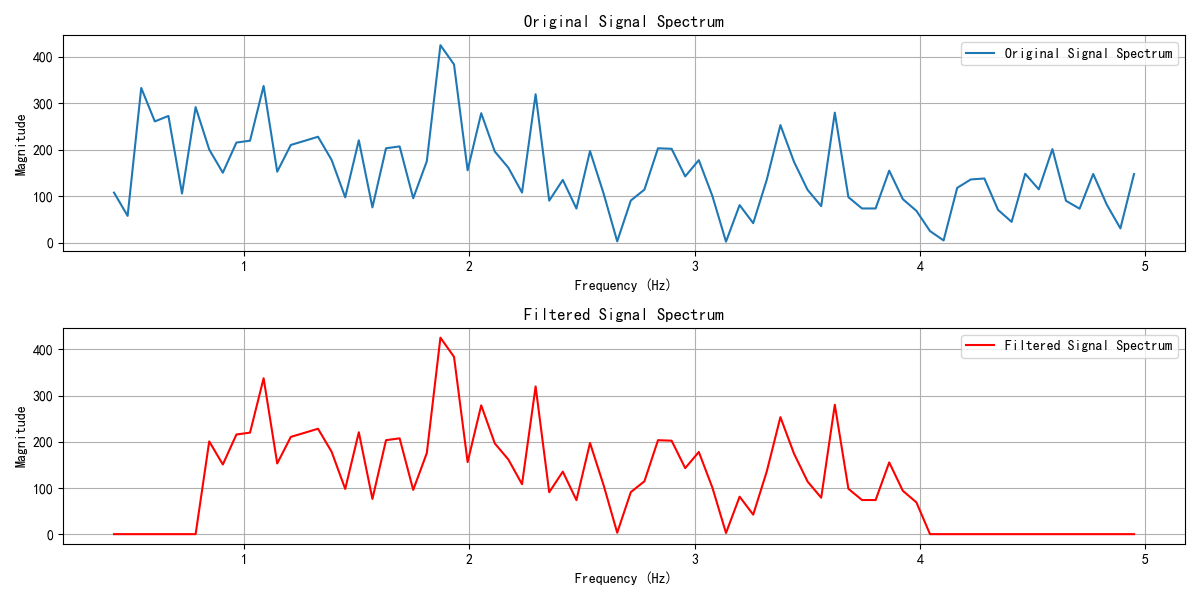 Original Signal Spectrum
Original Signal Spectrum
Magnitude
400
300
200
100
0
1 2 3 4 5
Frequency (Hz)
Filtered Signal Spectrum
Filtered Signal Spectrum
Magnitude
400
300
200
100
0
1 2 3 4 5
Frequency (Hz)